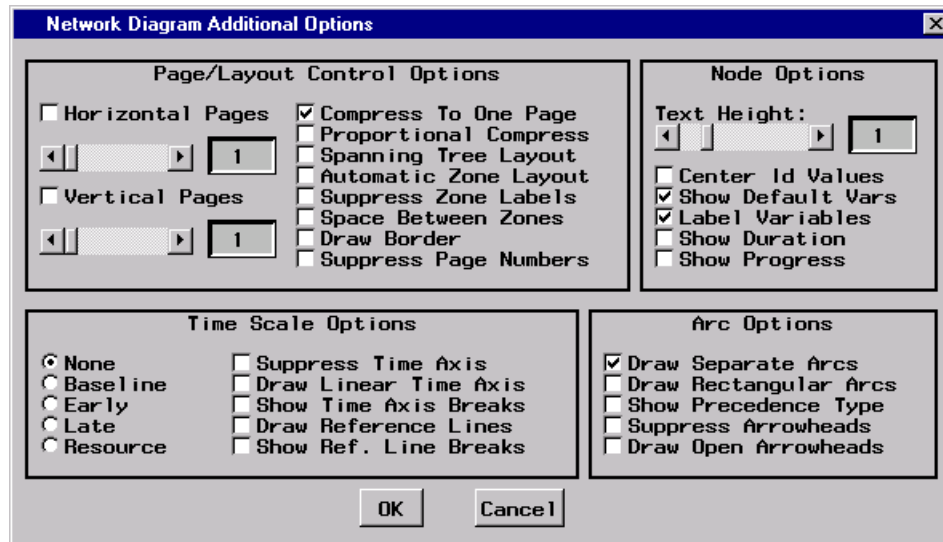 Network Diagram Additional Options
Page/Layout Control Options
Horizontal Pages
1
Vertical Pages
1
Compress To One Page
Proportional Compress
Spanning Tree Layout
Automatic Zone Layout
Suppress Zone Labels
Space Between Zones
Draw Border
Suppress Page Numbers
Node Options
Text Height:
1
Center Id Values
Show Default Vars
Label Variables
Show Duration
Show Progress
Time Scale Options
None
Baseline
Early
Late
Resource
Suppress Time Axis
Draw Linear Time Axis
Show Time Axis Breaks
Draw Reference Lines
Show Ref. Line Breaks
Arc Options
Draw Separate Arcs
Draw Rectangular Arcs
Show Precedence Type
Suppress Arrowheads
Draw Open Arrowheads
OK
Cancel